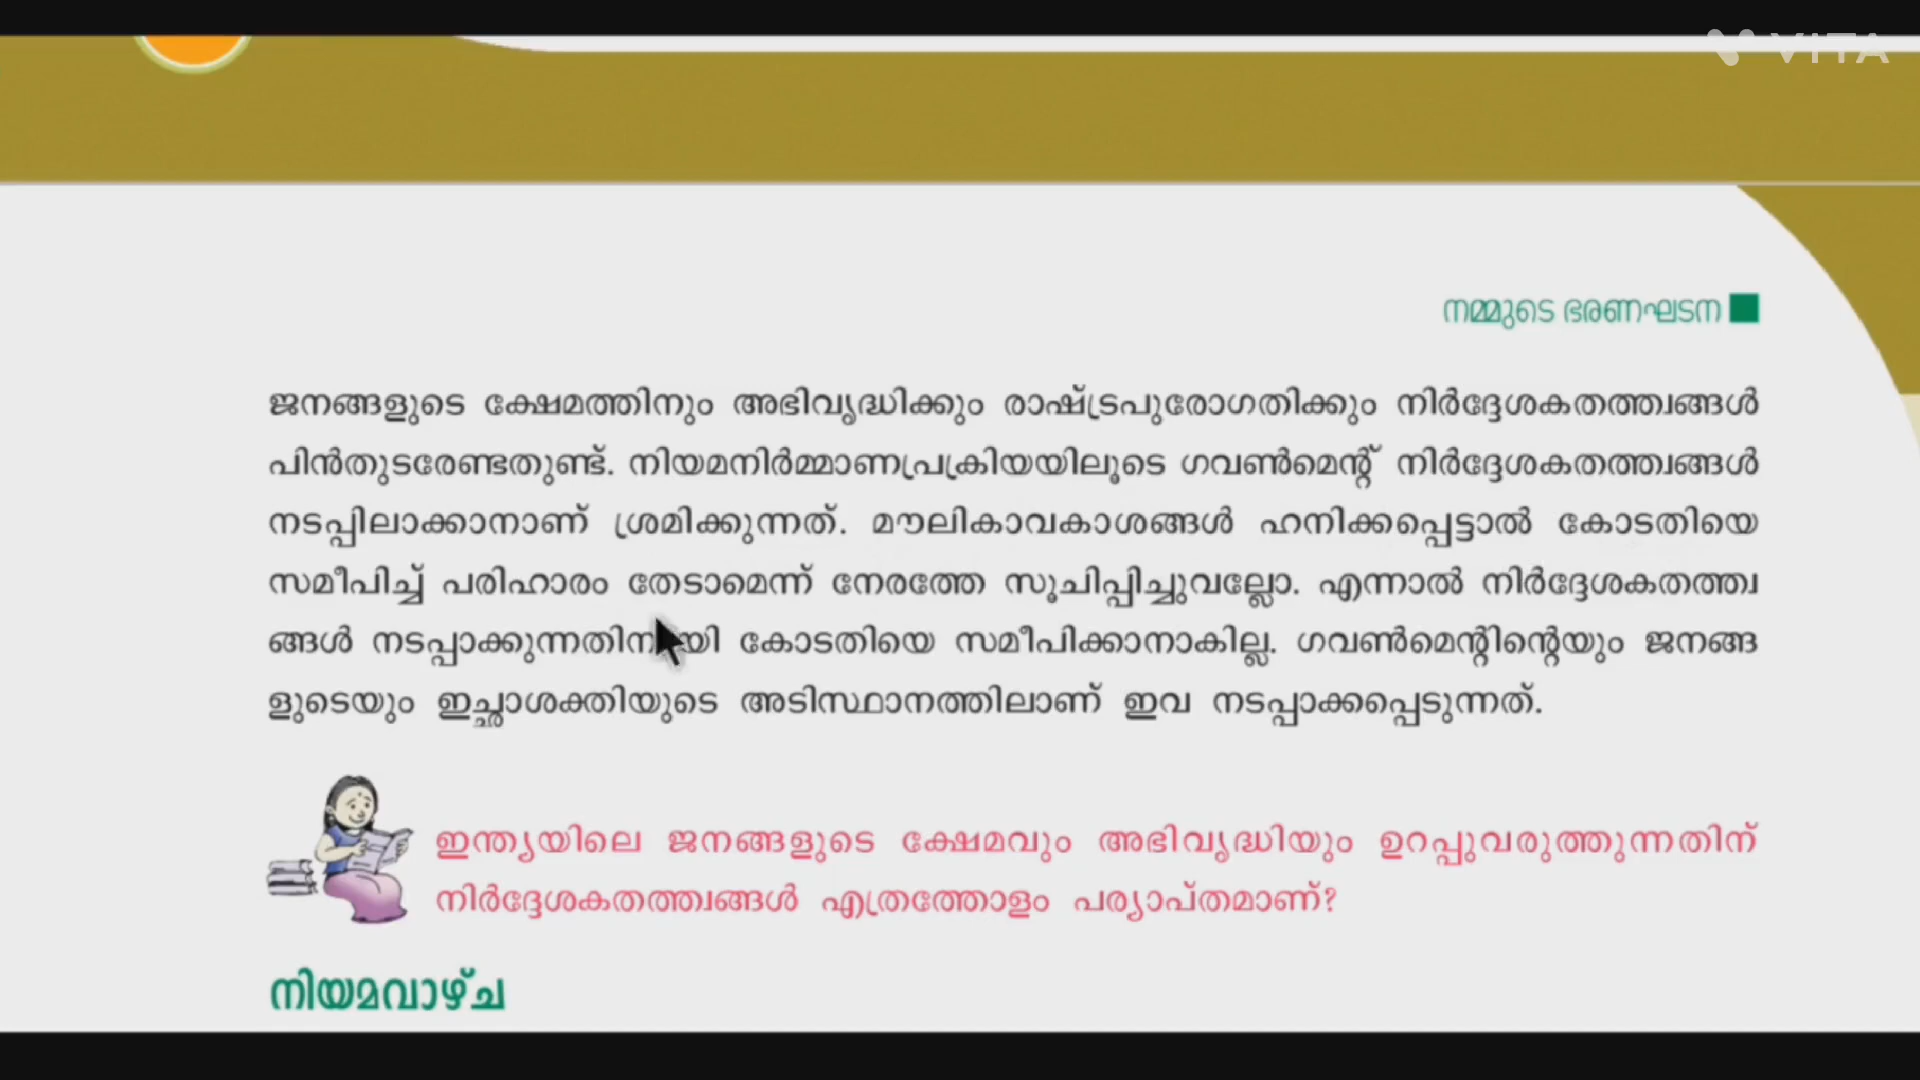 VITA
നമ്മുടെ ഭരണഘടന
ജനങ്ങളുടെ ക്ഷേമത്തിനും അഭിവൃദ്ധിക്കും രാഷ്ട്രപുരോഗതിക്കും നിർദ്ദേശകതത്ത്വങ്ങൾ
പിൻതുടരേണ്ടതുണ്ട്. നിയമനിർമ്മാണപ്രക്രിയയിലൂടെ ഗവൺമെന്റ് നിർദ്ദേശകതത്ത്വങ്ങൾ
നടപ്പിലാക്കാനാണ് ശ്രമിക്കുന്നത്. മൗലികാവകാശങ്ങൾ ഹനിക്കപ്പെട്ടാൽ കോടതിയെ
സമീപിച്ച് പരിഹാരം തേടാമെന്ന് നേരത്തേ സൂചിപ്പിച്ചുവല്ലോ. എന്നാൽ നിർദ്ദേശകതത്ത്വ
ങ്ങൾ നടപ്പാക്കുന്നതിനായി കോടതിയെ സമീപിക്കാനാകില്ല. ഗവൺമെന്റിന്റെയും ജനങ്ങ
ളുടെയും ഇച്ഛാശക്തിയുടെ അടിസ്ഥാനത്തിലാണ് ഇവ നടപ്പാക്കപ്പെടുന്നത്.
ഇന്ത്യയിലെ ജനങ്ങളുടെ ക്ഷേമവും അഭിവൃദ്ധിയും ഉറപ്പുവരുത്തുന്നതിന്
നിർദ്ദേശകതത്ത്വങ്ങൾ എത്രത്തോളം പര്യാപ്തമാണ്?
നിയമവാഴ്ച